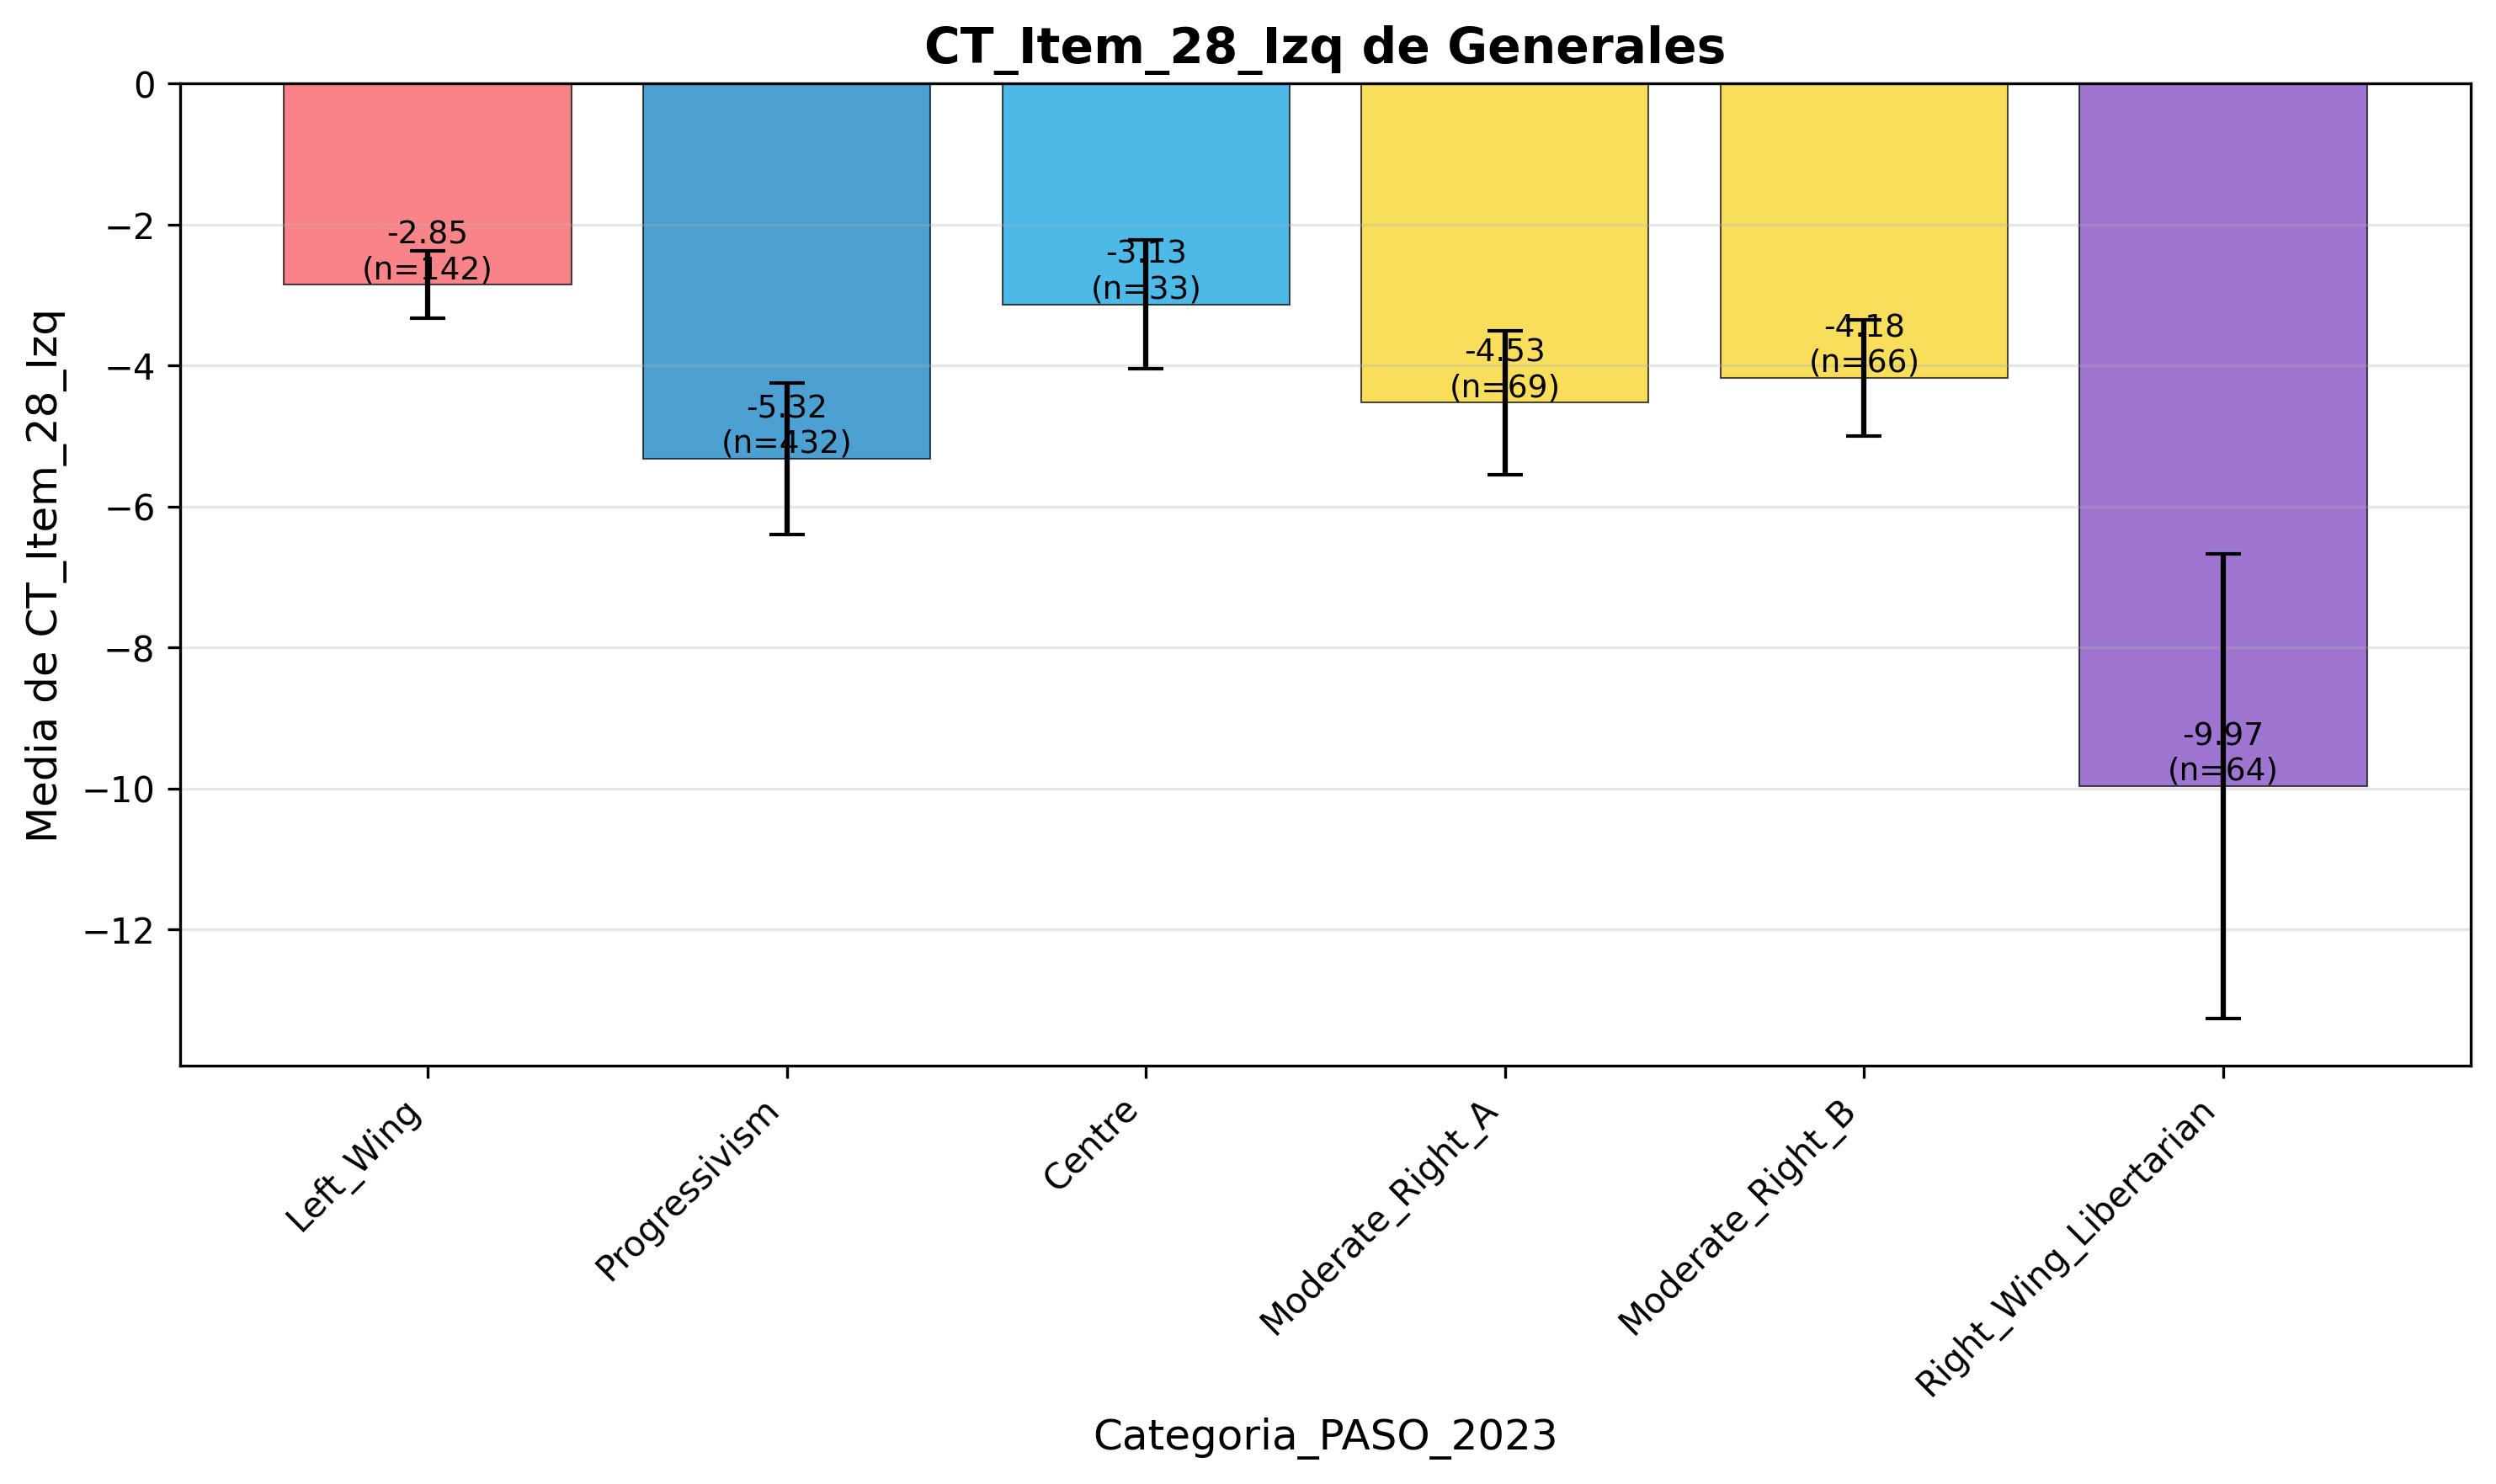 CT_Item_28_Izq de Generales
Media de CT_Item_28_Izq
0
−2
−4
−6
−8
−10
−12
-2.85
(n=142)
-5.32
(n=432)
-3.13
(n=33)
-4.53
(n=69)
-4.18
(n=66)
-9.97
(n=64)
Left_Wing
Progressivism
Centre
Moderate_Right_A
Moderate_Right_B
Right_Wing_Libertarian
Categoria_PASO_2023